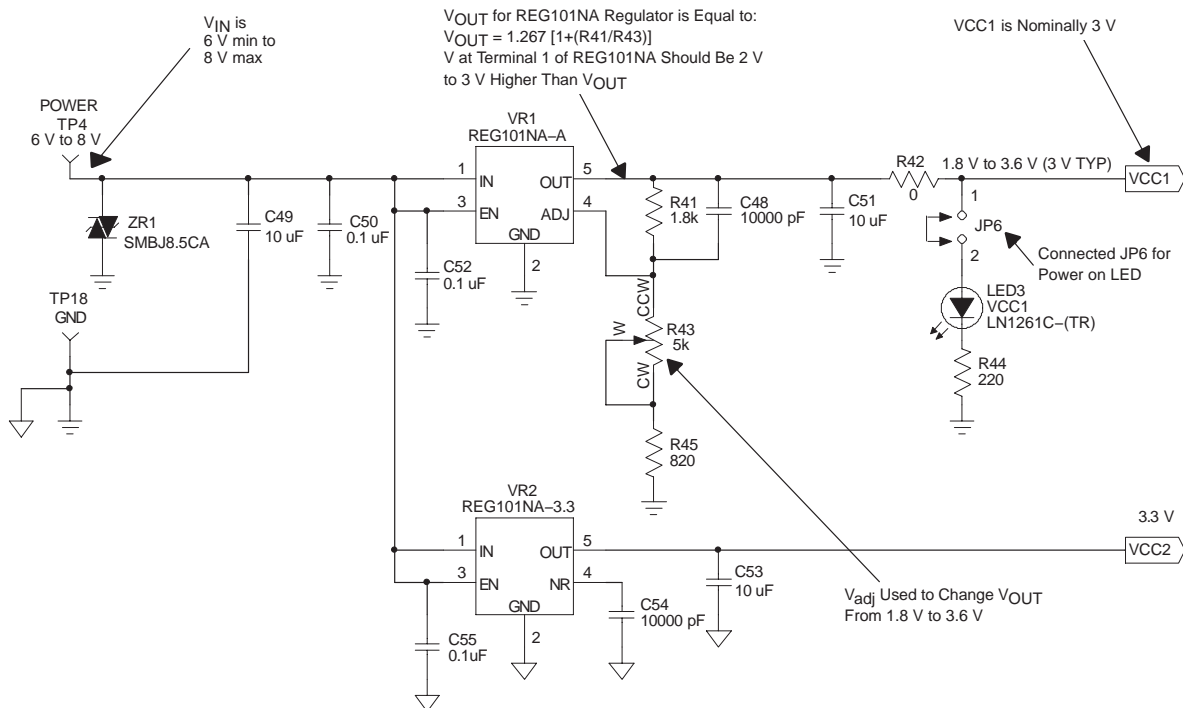 VIN is
6 V min to
8 V max
VOUT for REG101NA Regulator is Equal to:
VOUT = 1.267 [1+(R41/R43)]
V at Terminal 1 of REG101NA Should Be 2 V
to 3 V Higher Than VOUT
VCC1 is Nominally 3 V
POWER
TP4
6 V to 8 V
VR1
REG101NA–A
1
IN
OUT
5
3
EN
ADJ
4
GND
2
R42
0
1.8 V to 3.6 V (3 V TYP)
VCC1
ZR1
SMBJ8.5CA
C49
10 uF
C50
0.1 uF
C52
0.1 uF
R41
1.8k
C48
10000 pF
C51
10 uF
1
JP6
2
Connected JP6 for
Power on LED
TP18
GND
CCW
W
R43
5k
CW
LED3
VCC1
LN1261C–(TR)
R44
220
R45
820
VR2
REG101NA–3.3
1
IN
OUT
5
3
EN
NR
4
GND
2
3.3 V
VCC2
C53
10 uF
C54
10000 pF
C55
0.1uF
Vadj Used to Change VOUT
From 1.8 V to 3.6 V